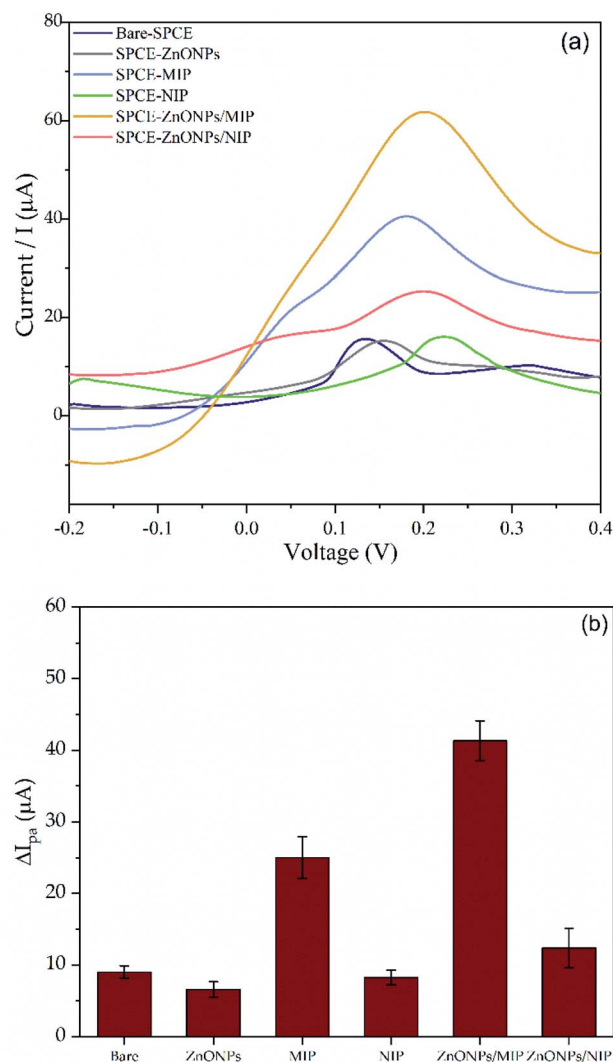 (a)
Bare-SPCE
SPCE-ZnONPs
SPCE-MIP
SPCE-NIP
SPCE-ZnONPs/MIP
SPCE-ZnONPs/NIP
80
60
40
20
0
Current / I (μA)
-0.2 -0.1 0.0 0.1 0.2 0.3 0.4
Voltage (V)
(b)
60
50
40
30
20
10
0
ΔIpa (μA)
Bare ZnONPs MIP NIP ZnONPs/MIP ZnONPs/NIP